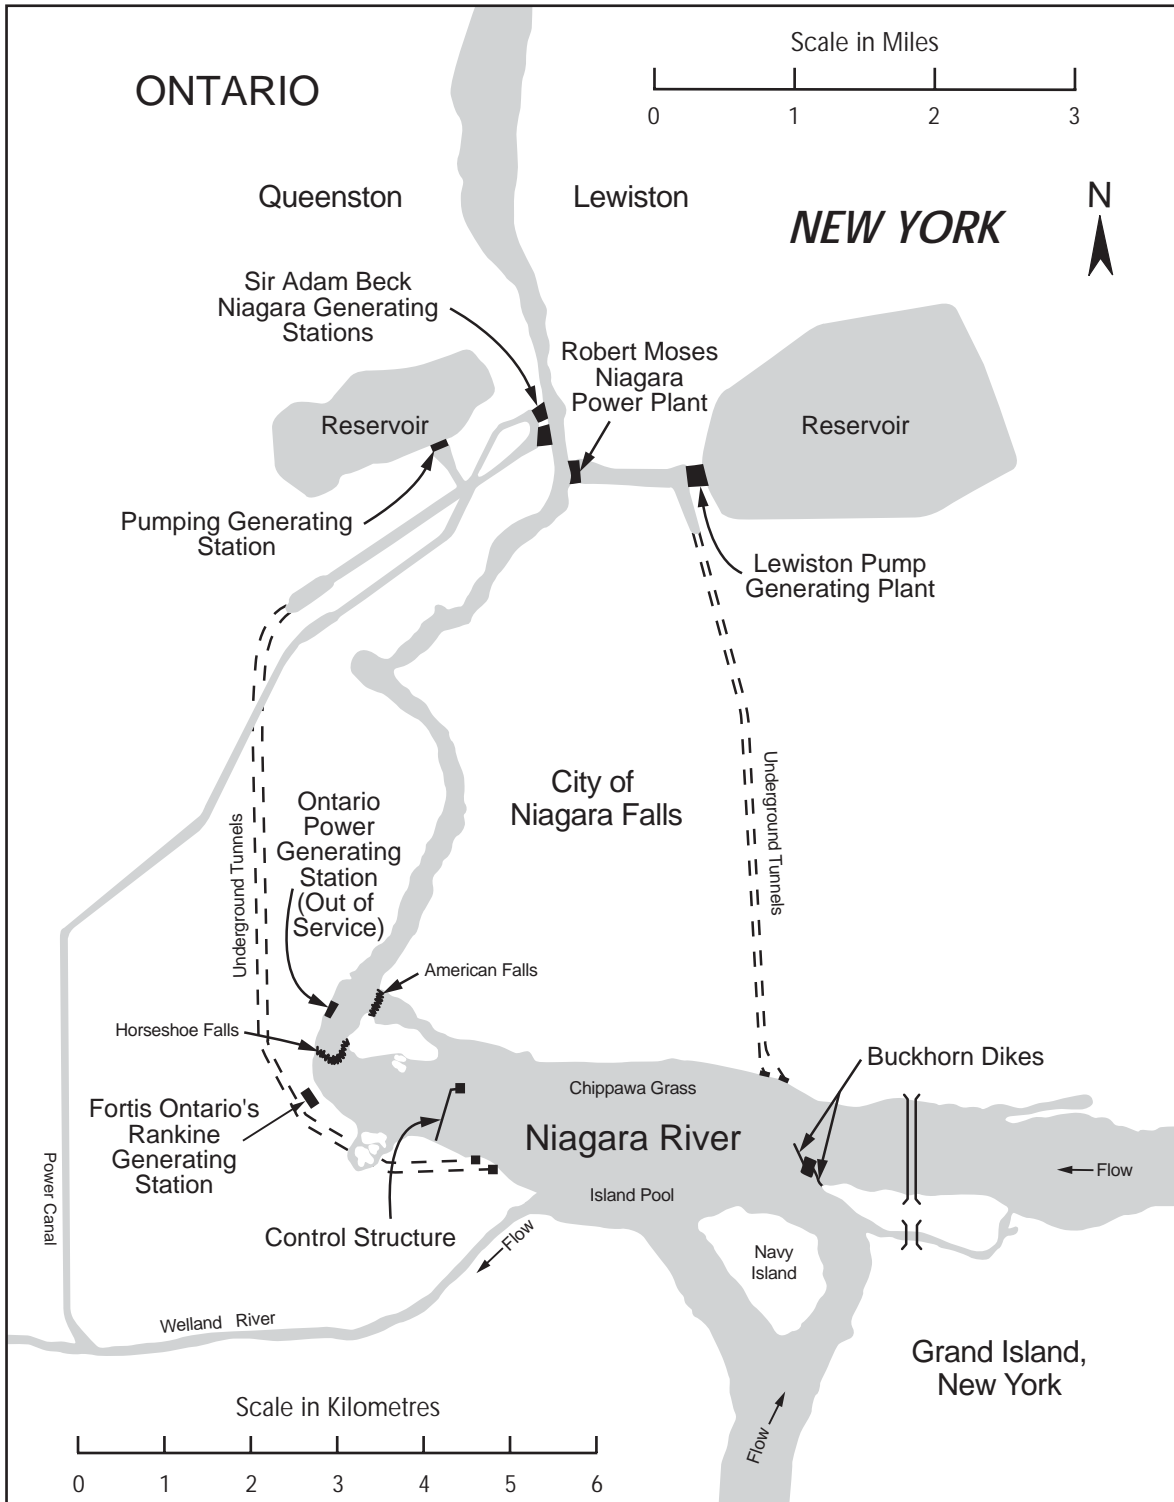 Scale in Miles
0 1 2 3
ONTARIO
Queenston
Lewiston
NEW YORK
N
Sir Adam Beck
Niagara Generating
Stations
Robert Moses
Niagara
Power Plant
Reservoir
Reservoir
Pumping Generating
Station
Lewiston Pump
Generating Plant
City of
Niagara Falls
Underground Tunnels
Underground Tunnels
Ontario
Power
Generating
Station
(Out of
Service)
American Falls
Horseshoe Falls
Buckhorn Dikes
Chippawa Grass
Fortis Ontario's
Rankine
Generating
Station
Niagara River
Flow
Island Pool
Power Canal
Control Structure
Flow
Navy
Island
Welland River
Grand Island,
New York
Flow
Scale in Kilometres
0 1 2 3 4 5 6